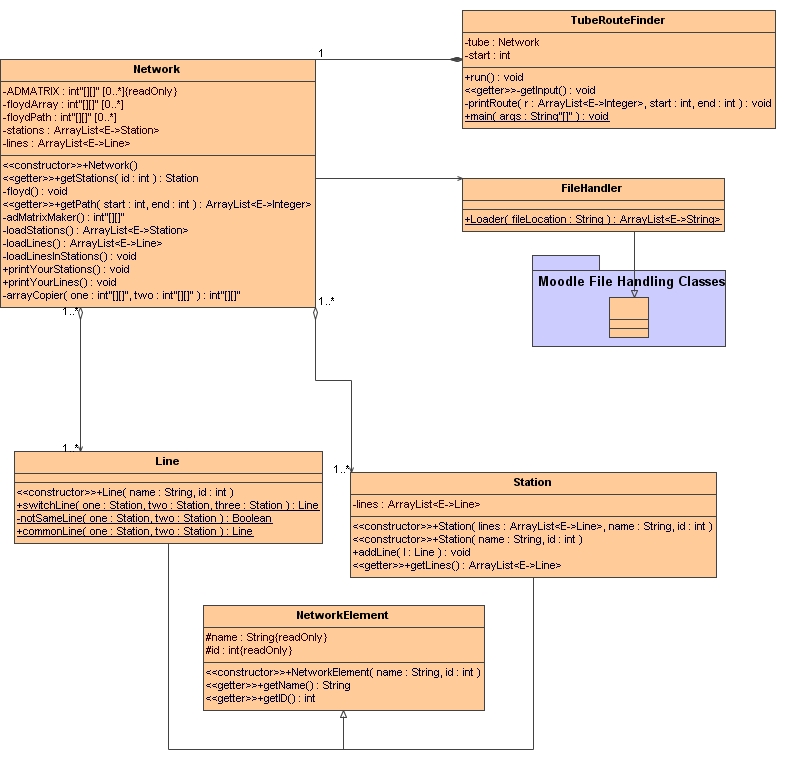 TubeRouteFinder
-tube : Network
-start : int
+run() : void
<<getter>>-getInput() : void
-printRoute( r : ArrayList<E->Integer>, start : int, end : int ) : void
+main( args : String"[]" ) : void
1
Network
-ADMATRIX : int"[][]" [0..*]{readOnly}
-floydArray : int"[][]" [0..*]
-floydPath : int"[][]" [0..*]
-stations : ArrayList<E->Station>
-lines : ArrayList<E->Line>
<<constructor>>+Network()
<<getter>>+getStations( id : int ) : Station
-floyd() : void
<<getter>>+getPath( start : int, end : int ) : ArrayList<E->Integer>
-adMatrixMaker() : int"[][]"
-loadStations() : ArrayList<E->Station>
-loadLines() : ArrayList<E->Line>
-loadLinesInStations() : void
+printYourStations() : void
+printYourLines() : void
-arrayCopier( one : int"[][]", two : int"[][]" ) : int"[][]"
FileHandler
+Loader( fileLocation : String ) : ArrayList<E->String>
Moodle File Handling Classes
1..*
1..*
1..*
1..*
Line
<<constructor>>+Line( name : String, id : int )
+switchLine( one : Station, two : Station, three : Station ) : Line
-notSameLine( one : Station, two : Station ) : Boolean
+commonLine( one : Station, two : Station ) : Line
Station
-lines : ArrayList<E->Line>
<<constructor>>+Station( lines : ArrayList<E->Line>, name : String, id : int )
<<constructor>>+Station( name : String, id : int )
+addLine( l : Line ) : void
<<getter>>+getLines() : ArrayList<E->Line>
NetworkElement
#name : String{readOnly}
#id : int{readOnly}
<<constructor>>+NetworkElement( name : String, id : int )
<<getter>>+getName() : String
<<getter>>+getID() : int